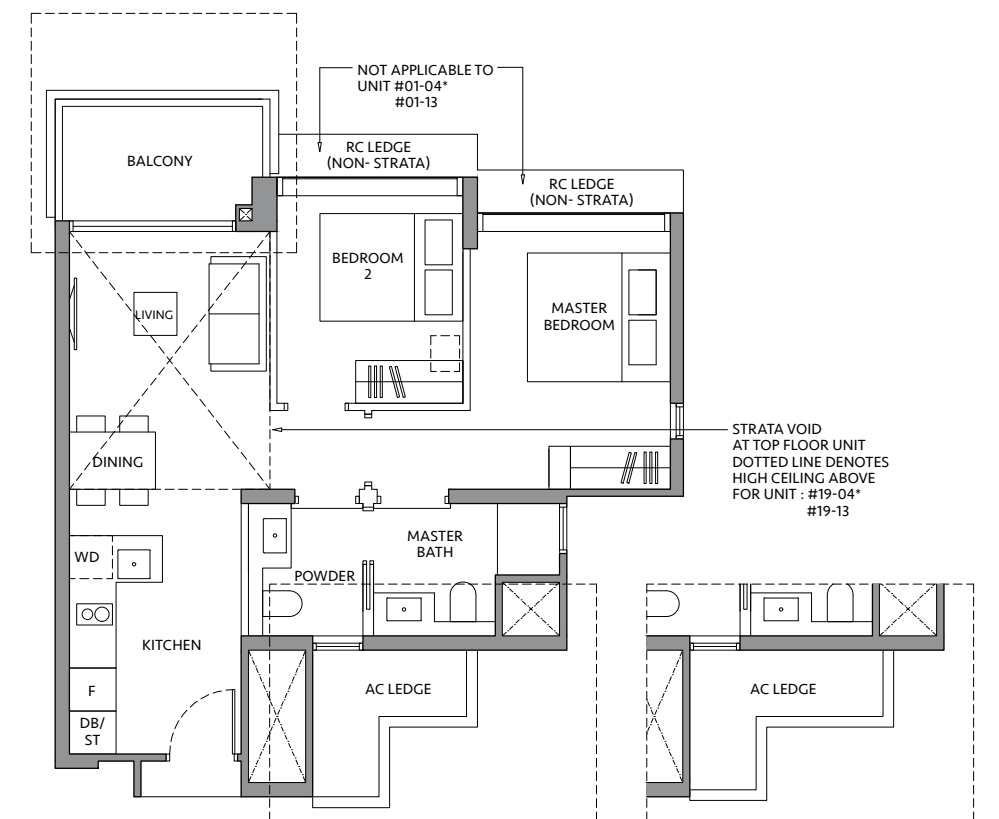 NOT APPLICABLE TO
UNIT #01-04*
#01-13
BALCONY
RC LEDGE
(NON- STRATA)
RC LEDGE
(NON- STRATA)
BEDROOM
2
LIVING
MASTER
BEDROOM
STRATA VOID
AT TOP FLOOR UNIT
DOTTED LINE DENOTES
HIGH CEILING ABOVE
FOR UNIT : #19-04*
#19-13
DINING
MASTER
BATH
WD
POWDER
KITCHEN
F
AC LEDGE
AC LEDGE
DB/
ST